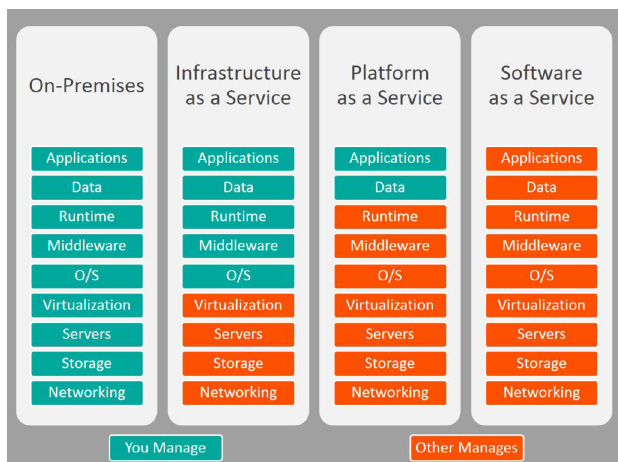 On-Premises
Applications
Data
Runtime
Middleware
O/S
Virtualization
Servers
Storage
Networking
Infrastructure
as a Service
Applications
Data
Runtime
Middleware
O/S
Virtualization
Servers
Storage
Networking
Platform
as a Service
Applications
Data
Runtime
Middleware
O/S
Virtualization
Servers
Storage
Networking
Software
as a Service
Applications
Data
Runtime
Middleware
O/S
Virtualization
Servers
Storage
Networking
You Manage
Other Manages